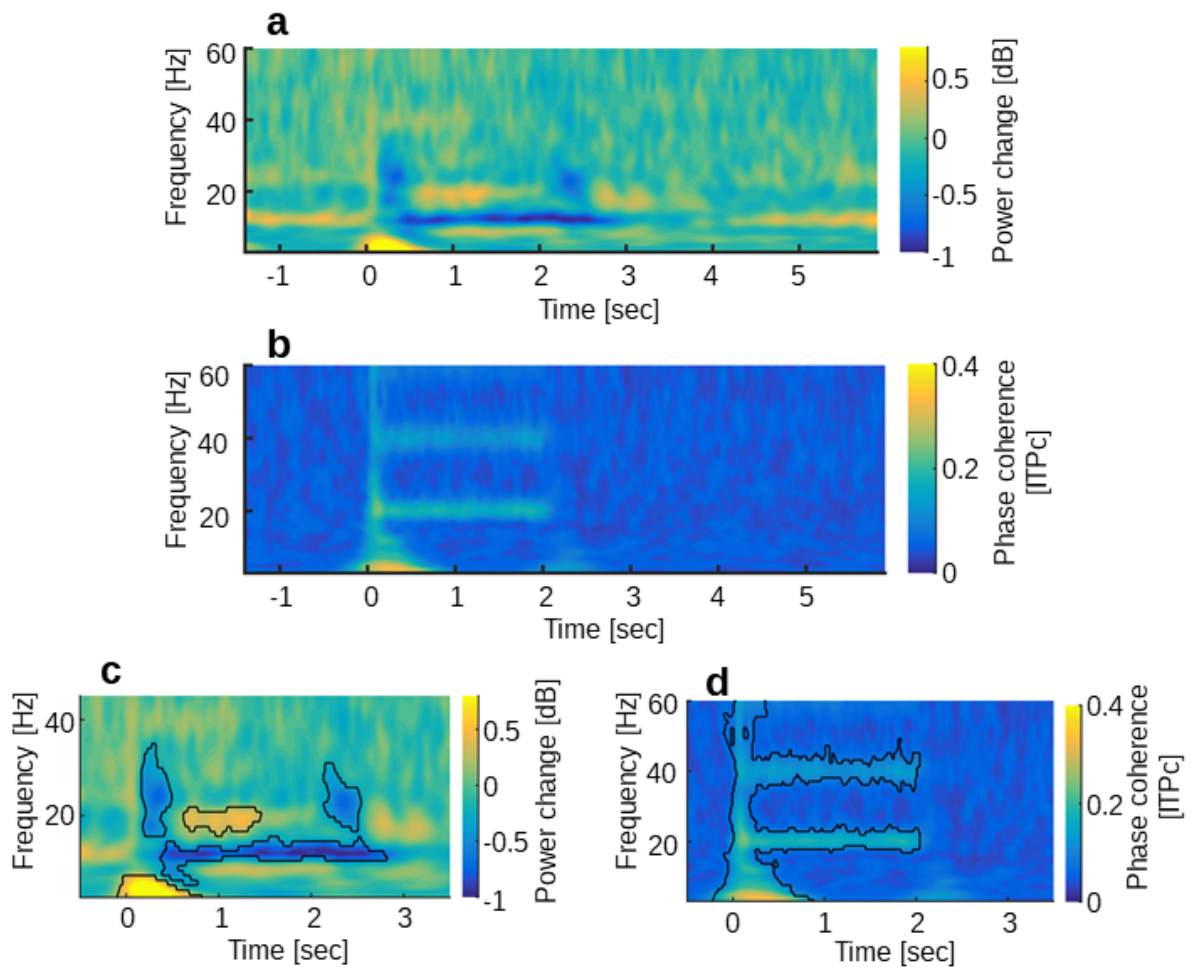 a
Frequency [Hz]
60
40
20
-1 0 1 2 3 4 5
Time [sec]
0.5
0
-0.5
-1
Power change [dB]
b
Frequency [Hz]
60
40
20
-1 0 1 2 3 4 5
Time [sec]
0.4
0.2
0
Phase coherence
[ITPc]
c
Frequency [Hz]
40
20
0 1 2 3
Time [sec]
0.5
0
-0.5
-1
Power change [dB]
d
Frequency [Hz]
60
40
20
0 1 2 3
Time [sec]
0.4
0.2
0
Phase coherence
[ITPc]